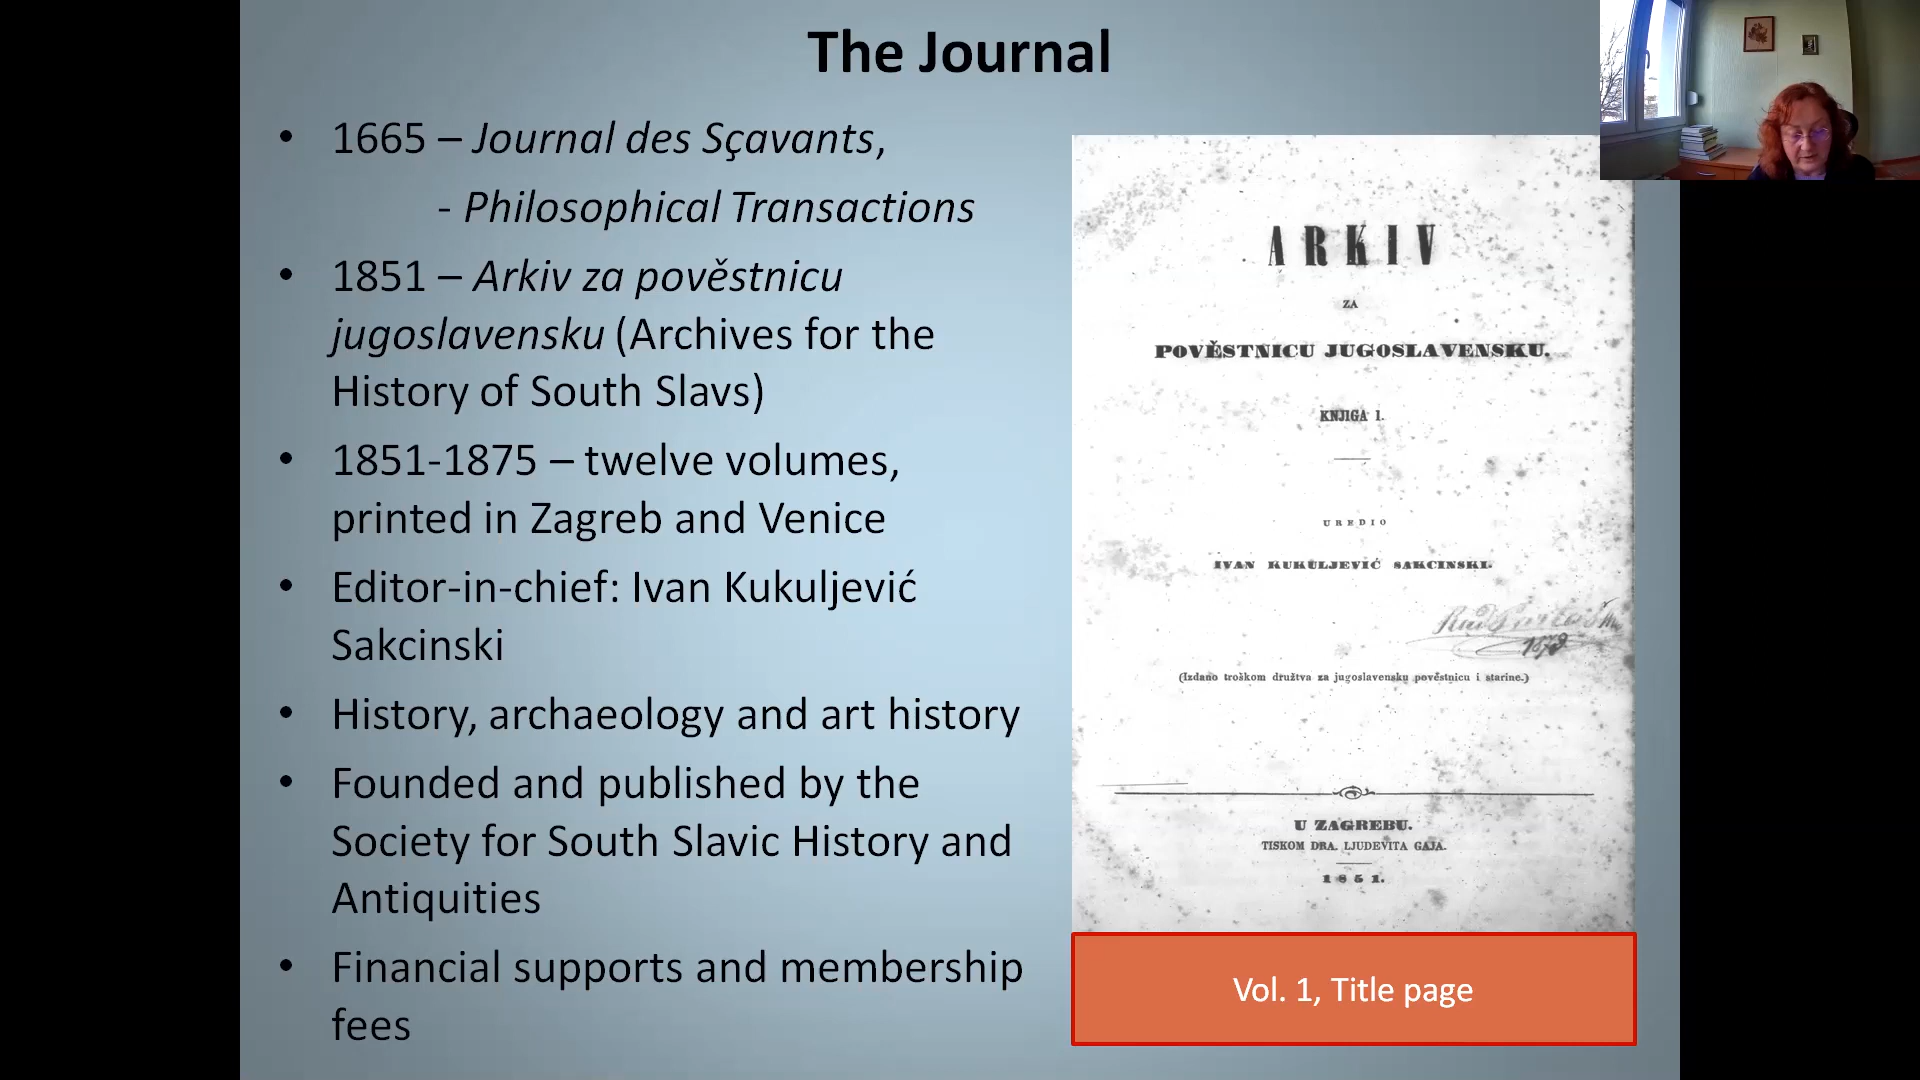 The Journal
• 1665 – Journal des Sçavants,
- Philosophical Transactions
• 1851 – Arkiv za pověstnicu
jugoslavensku (Archives for the
History of South Slavs)
• 1851-1875 – twelve volumes,
printed in Zagreb and Venice
• Editor-in-chief: Ivan Kukuljević
Sakcinski
• History, archaeology and art history
• Founded and published by the
Society for South Slavic History and
Antiquities
• Financial supports and membership
fees
ARKIV
ZA
POVĚSTNICU JUGOSLAVENSKU.
KNJIGA I.
UREDIO
IVAN KUKULJEVIĆ SAKCINSKI.
1878
(Izdano troškom družtva za jugoslavensku pověstnicu i starine.)
U ZAGREBU.
TISKOM DRA. LJUDEVITA GAJA.
1851.
Vol. 1, Title page